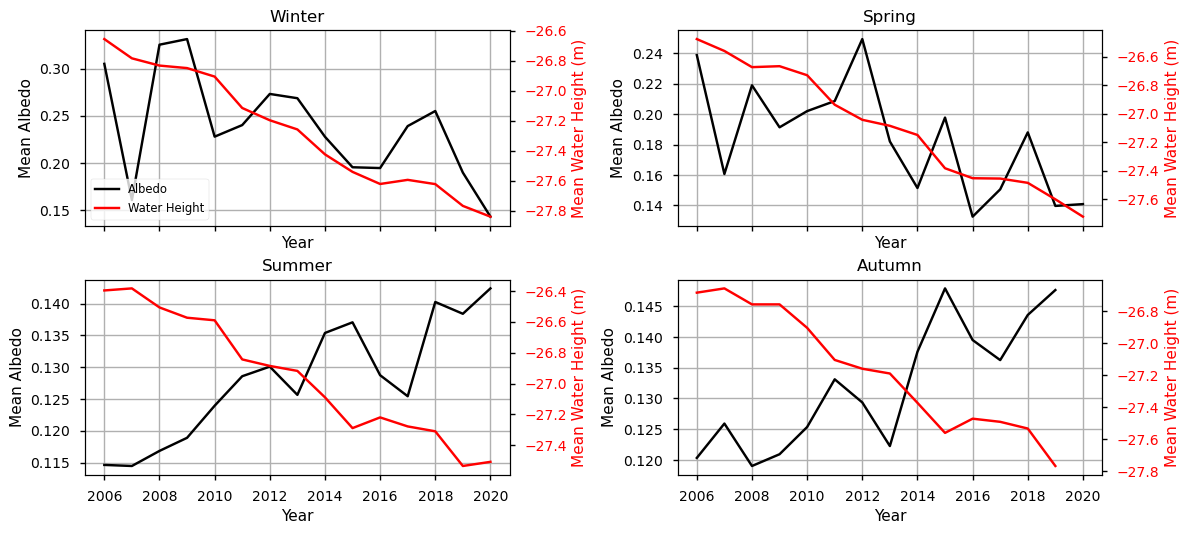 Winter
Mean Albedo
0.30
0.25
0.20
0.15
Albedo
Water Height
−26.6
−26.8
−27.0
−27.2
−27.4
−27.6
−27.8
Mean Water Height (m)
Year
Spring
Mean Albedo
0.24
0.22
0.20
0.18
0.16
0.14
−26.6
−26.8
−27.0
−27.2
−27.4
−27.6
Mean Water Height (m)
Year
Summer
Mean Albedo
0.140
0.135
0.130
0.125
0.120
0.115
−26.4
−26.6
−26.8
−27.0
−27.2
−27.4
Mean Water Height (m)
2006 2008 2010 2012 2014 2016 2018 2020
Year
Autumn
Mean Albedo
0.145
0.140
0.135
0.130
0.125
0.120
−26.8
−27.0
−27.2
−27.4
−27.6
−27.8
Mean Water Height (m)
2006 2008 2010 2012 2014 2016 2018 2020
Year